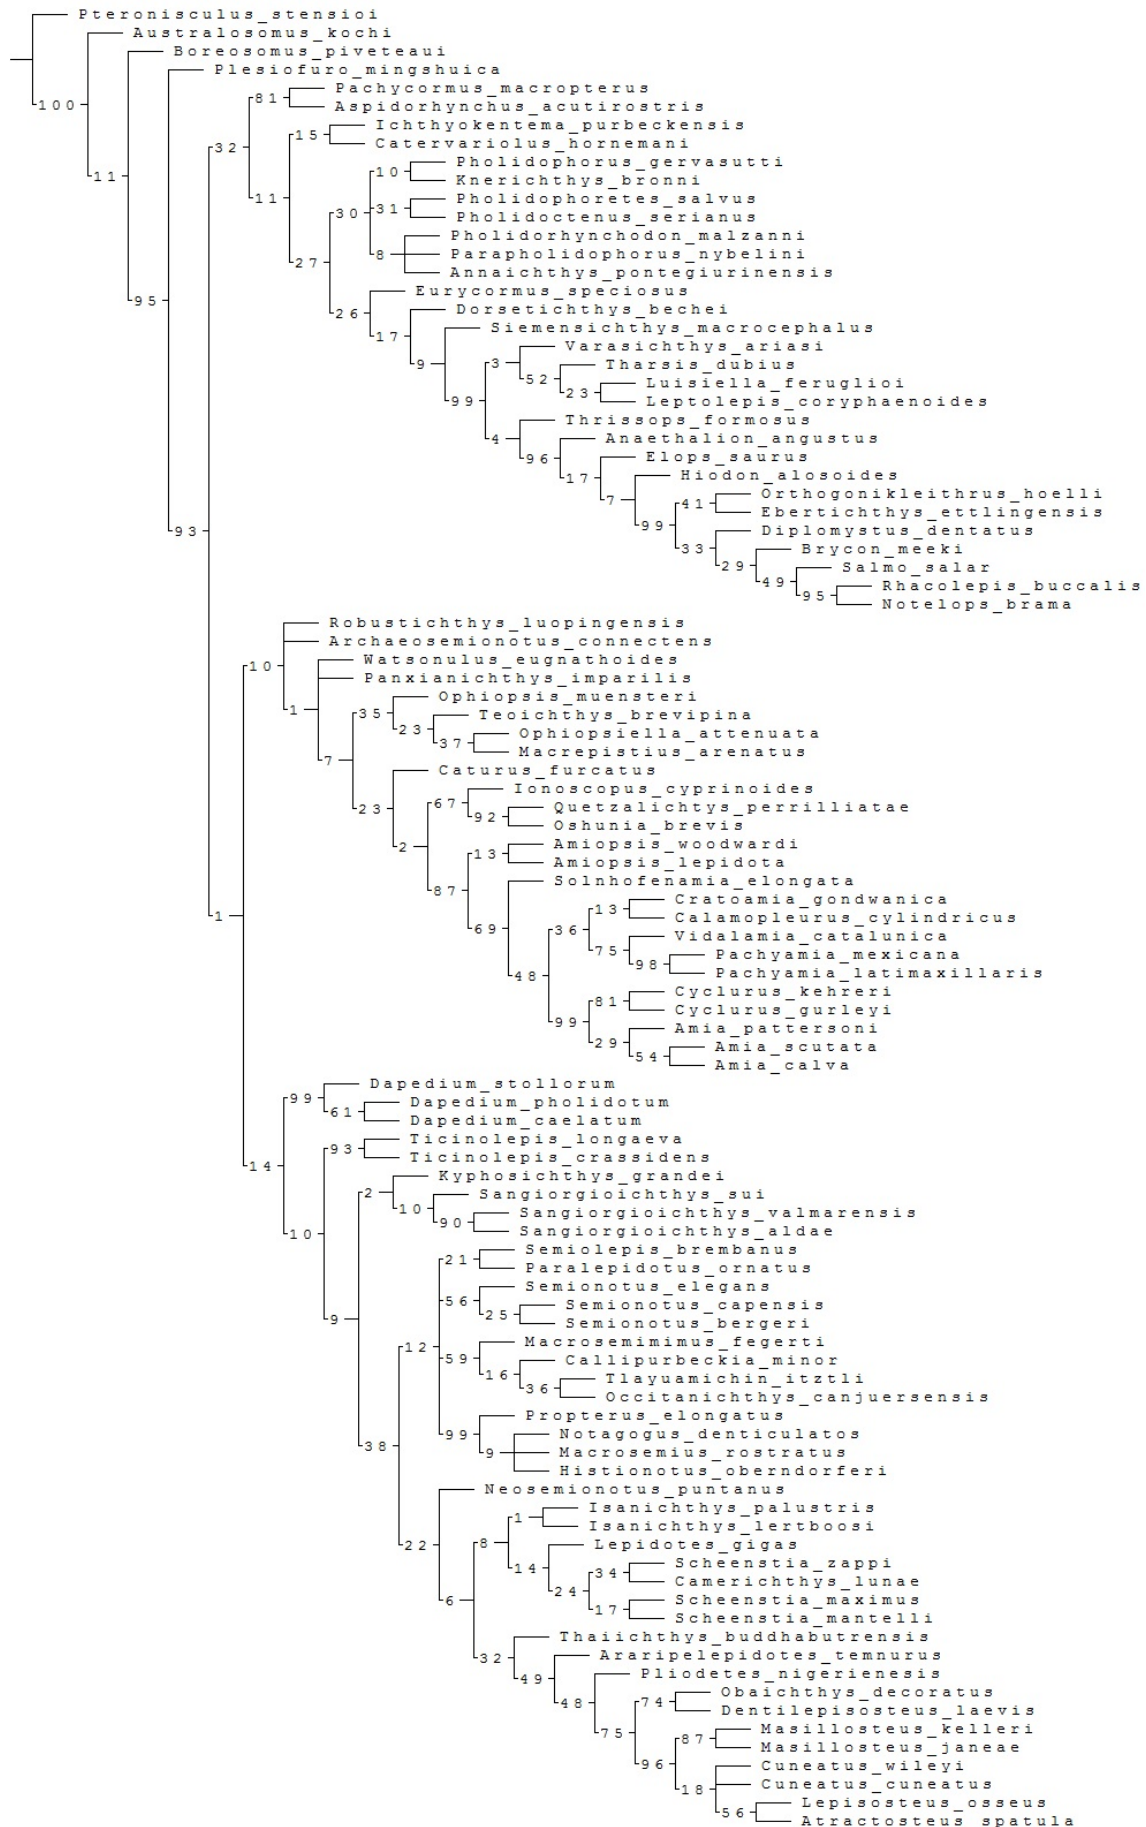 Pteronisculus_stensioi
Australosomus_kochi
Boreosomus_piveteaui
Plesiofuro_mingshuica
Pachycormus_macropterus
81
100
Aspidorhynchus_acutirostris
Ichthyokentema_purbeckensis
15
Catervariolus_hornemani
32
Pholidophorus_gervasutti
10
11
Knerichthys_bronni
11
Pholidophoretes_salvus
30 31
Pholidoctenus_serianus
Pholidorhynchodon_malzanni
8
Parapholidophorus_nybelini
27
Annaichthys_pontegiurinensis
Eurycormus_speciosus
95
26
Dorsetichthys_bechei
17
Siemensichthys_macrocephalus
Varasichthys_ariasi
9 3
Tharsis_dubius
52
Luisiella_feruglioi
23
99
Leptolepis_coryphaenoides
Thrissops_formosus
4
Anaethalion_angustus
96
Elops_saurus
17
Hiodon_alosoides
7
Orthogonikleithrus_hoelli
41
Ebertichthys_ettlingensis
93 99
Diplomystus_dentatus
33
Brycon_meeki
29
Salmo_salar
49
Rhacolepis_buccalis
95
Notelops_brama
Robustichthys_luopingensis
Archaeosemionotus_connectens
10
Watsonulus_eugnathoides
Panxianichthys_imparilis
Ophiopsis_muensteri
1 35
Teoichthys_brevipina
23
Ophiopsiella_attenuata
37
Macrepistius_arenatus
7
Caturus_furcatus
Ionoscopus_cyprinoides
23 67
Quetzalichtys_perrilliatae
92
Oshunia_brevis
2
Amiopsis_woodwardi
13
Amiopsis_lepidota
Solnhofenamia_elongata
87
Cratoamia_gondwanica
1 13
Calamopleurus_cylindricus
69 36
Vidalamia_catalunica
75
Pachyamia_mexicana
98
Pachyamia_latimaxillaris
48
Cyclurus_kehreri
81
Cyclurus_gurleyi
99
Amia_pattersoni
29
Amia_scutata
54
Amia_calva
Dapedium_stollorum
99
Dapedium_pholidotum
61
Dapedium_caelatum
Ticinolepis_longaeva
93
Ticinolepis_crassidens
14
Kyphosichthys_grandei
2
Sangiorgioichthys_sui
10
Sangiorgioichthys_valmarensis
90
10
Sangiorgioichthys_aldae
Semiolepis_brembanus
21
Paralepidotus_ornatus
Semionotus_elegans
56
Semionotus_capensis
25
9
Semionotus_bergeri
Macrosemimimus_fegerti
12 59
Callipurbeckia_minor
16
Tlayuamichin_itztli
36
Occitanichthys_canjuersensis
Propterus_elongatus
99
Notagogus_denticulatos
38 9
Macrosemius_rostratus
Histionotus_oberndorferi
Neosemionotus_puntanus
Isanichthys_palustris
1
Isanichthys_lertboosi
22 8
Lepidotes_gigas
14
Scheenstia_zappi
34
Camerichthys_lunae
24
Scheenstia_maximus
6 17
Scheenstia_mantelli
Thaiichthys_buddhabutrensis
32
Araripelepidotes_temnurus
49
Pliodetes_nigerienesis
48
Obaichthys_decoratus
74
Dentilepisosteus_laevis
75
Masillosteus_kelleri
87
Masillosteus_janeae
96
Cuneatus_wileyi
18
Cuneatus_cuneatus
Lepisosteus_osseus
56
Atractosteus_spatula